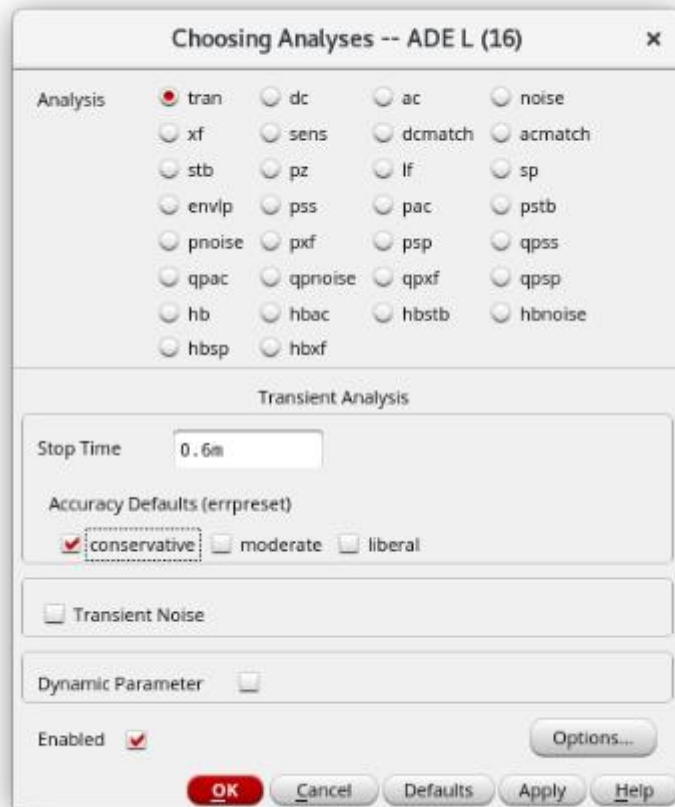 Choosing Analyses -- ADE L (16)
Analysis tran dc ac noise
xf sens dcmatch acmatch
stb pz lf sp
envlp pss pac pstb
pnoise pxf psp qpss
qpac qpnoise qpxf qpsp
hb hbac hbstb hbnoise
hbsp hbxf
Transient Analysis
Stop Time 0.6m
Accuracy Defaults (errpreset)
conservative moderate liberal
Transient Noise
Dynamic Parameter
Enabled Options...
OK Cancel Defaults Apply Help